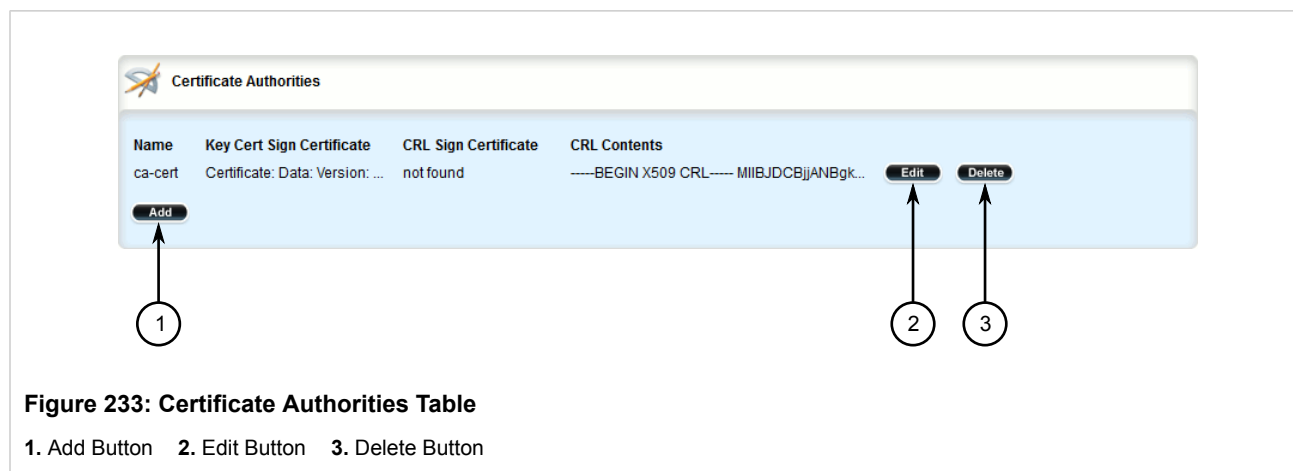 Certificate Authorities
Name Key Cert Sign Certificate CRL Sign Certificate CRL Contents
ca-cert Certificate: Data: Version: ... not found -----BEGIN X509 CRL----- MIIBJDCBjjANBgk... Edit Delete
Add
1 2 3
Figure 233: Certificate Authorities Table
1. Add Button 2. Edit Button 3. Delete Button